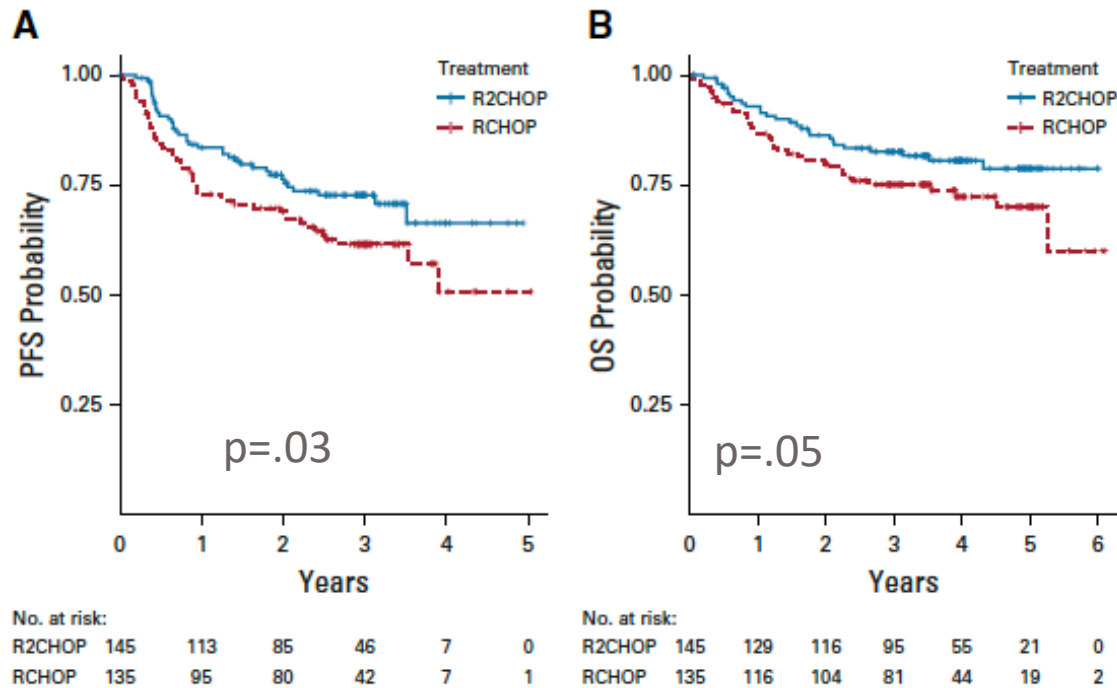 A
1.00
0.75
0.50
0.25
PFS Probability
Treatment
R2CHOP
RCHOP
p=.03
0 1 2 3 4 5
Years
No. at risk:
R2CHOP 145 113 85 46 7 0
RCHOP 135 95 80 42 7 1
B
1.00
0.75
0.50
0.25
OS Probability
Treatment
R2CHOP
RCHOP
p=.05
0 1 2 3 4 5 6
Years
No. at risk:
R2CHOP 145 129 116 95 55 21 0
RCHOP 135 116 104 81 44 19 2